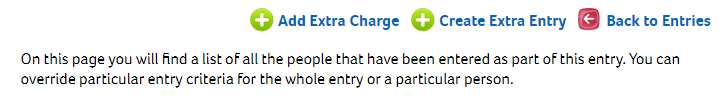 Add Extra Charge Create Extra Entry Back to Entries
On this page you will find a list of all the people that have been entered as part of this entry. You can
override particular entry criteria for the whole entry or a particular person.